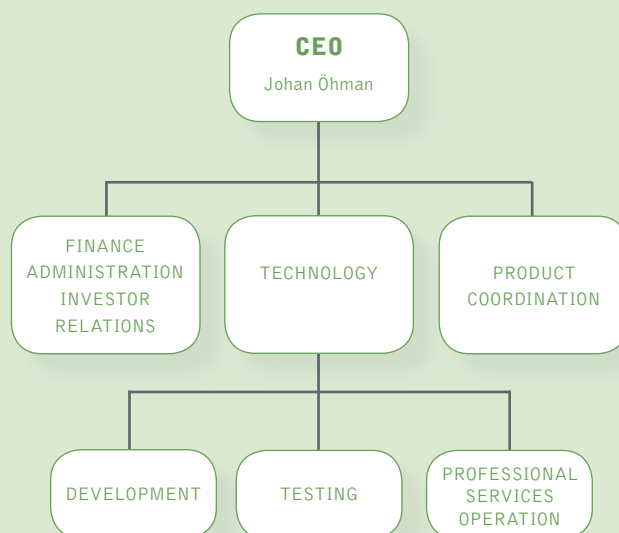 CEO
Johan Öhman
FINANCE
ADMINISTRATION
INVESTOR
RELATIONS
TECHNOLOGY
PRODUCT
COORDINATION
DEVELOPMENT
TESTING
PROFESSIONAL
SERVICES
OPERATION